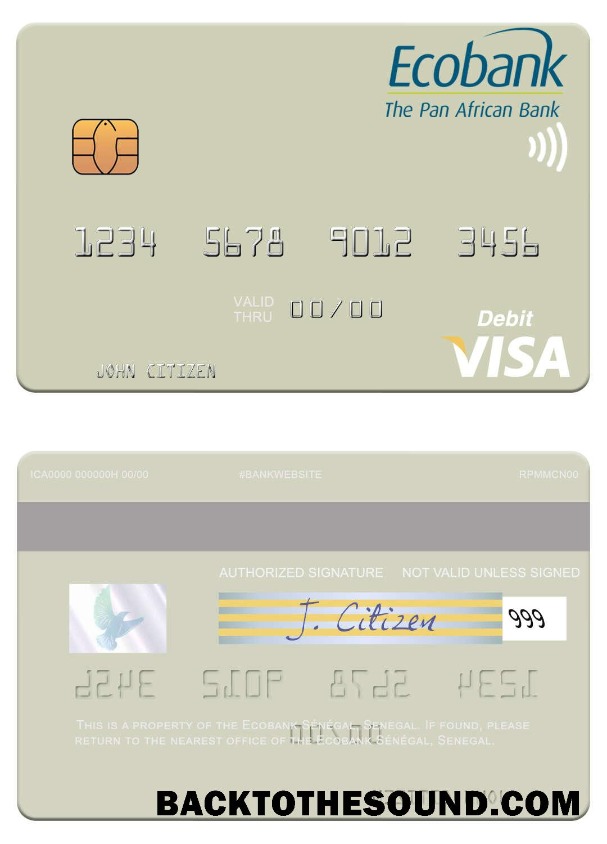 Ecobank
The Pan African Bank
1234 5678 9012 3456
VALID THRU 00/00
Debit
VISA
JOHN CITIZEN
ICA0000 000000H 00/00 #BANKWEBSITE RPMMCN00
AUTHORIZED SIGNATURE NOT VALID UNLESS SIGNED
J. Citizen 999
THIS IS A PROPERTY OF THE ECOBANK SÉNÉGAL, SENEGAL. IF FOUND, PLEASE
RETURN TO THE NEAREST OFFICE OF THE ECOBANK SÉNÉGAL, SENEGAL.
BACKTOTHESOUND.COM